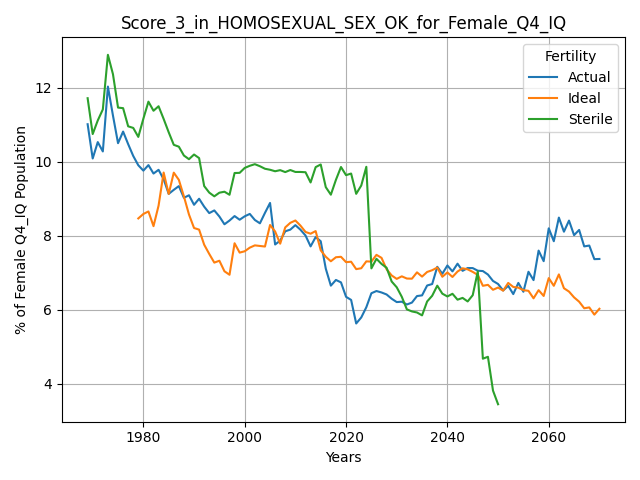 Score_3_in_HOMOSEXUAL_SEX_OK_for_Female_Q4_IQ
Fertility
Actual
Ideal
Sterile
% of Female Q4_IQ Population
12
10
8
6
4
1980 2000 2020 2040 2060
Years